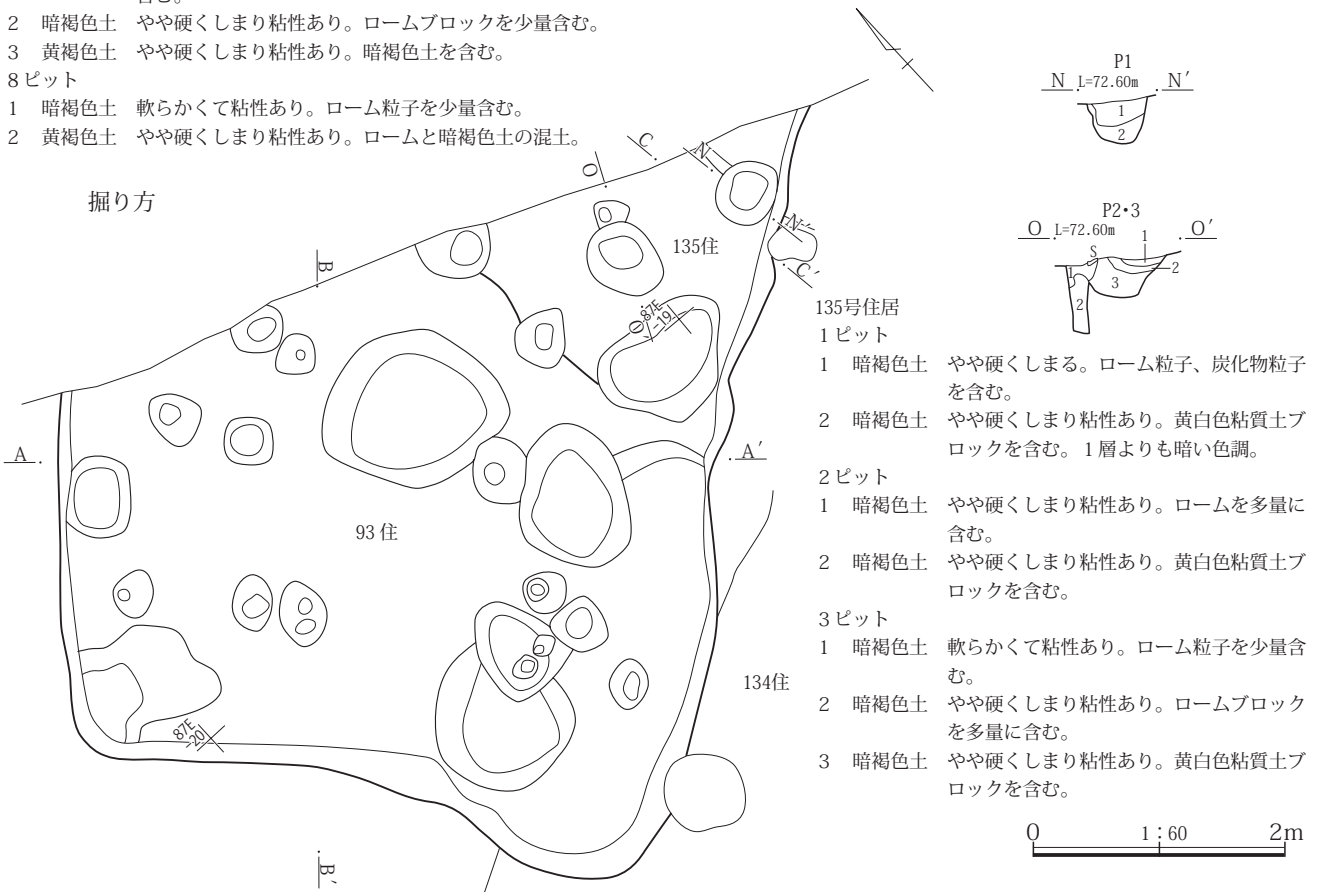 含む。
2　暗褐色土　やや硬くしまり粘性あり。ロームブロックを少量含む。
3　黄褐色土　やや硬くしまり粘性あり。暗褐色土を含む。
8ピット
1　暗褐色土　軟らかくて粘性あり。ローム粒子を少量含む。
2　黄褐色土　やや硬くしまり粘性あり。ロームと暗褐色土の混土。
掘り方
P1
N L=72.60m N′
1
2
P2•3
O L=72.60m 1 O′
S
1
2
3
2
C
N
O
N′
C′
135住
B
87E
-19
O′
A
A′
93住
134住
87E
-20
B′
135号住居
1ピット
1　暗褐色土　やや硬くしまる。ローム粒子、炭化物粒子
を含む。
2　暗褐色土　やや硬くしまり粘性あり。黄白色粘質土ブ
ロックを含む。1層よりも暗い色調。
2ピット
1　暗褐色土　やや硬くしまり粘性あり。ロームを多量に
含む。
2　暗褐色土　やや硬くしまり粘性あり。黄白色粘質土ブ
ロックを含む。
3ピット
1　暗褐色土　軟らかくて粘性あり。ローム粒子を少量含
む。
2　暗褐色土　やや硬くしまり粘性あり。ロームブロック
を多量に含む。
3　暗褐色土　やや硬くしまり粘性あり。黄白色粘質土ブ
ロックを含む。
0 1：60 2m